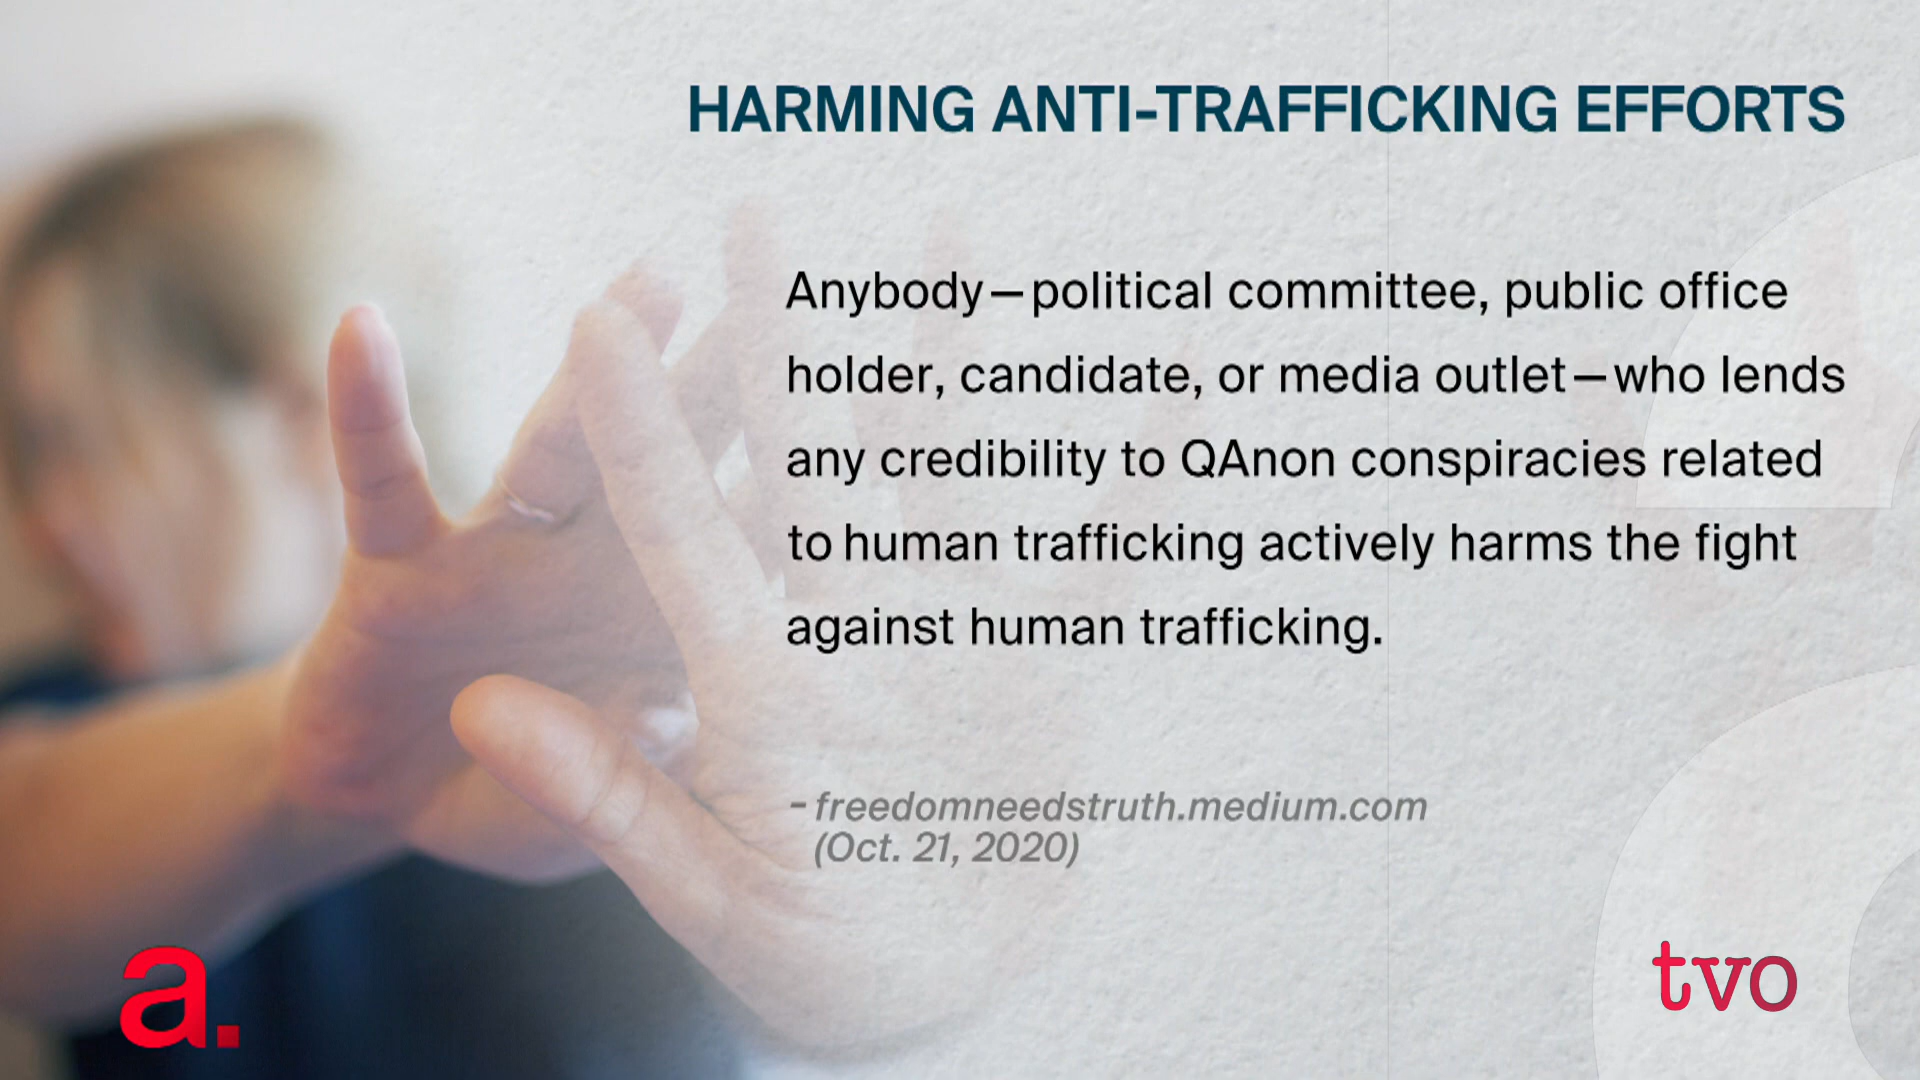 HARMING ANTI-TRAFFICKING EFFORTS
Anybody—political committee, public office
holder, candidate, or media outlet—who lends
any credibility to QAnon conspiracies related
to human trafficking actively harms the fight
against human trafficking.
- freedomneedstruth.medium.com
(Oct. 21, 2020)
a.
tvo